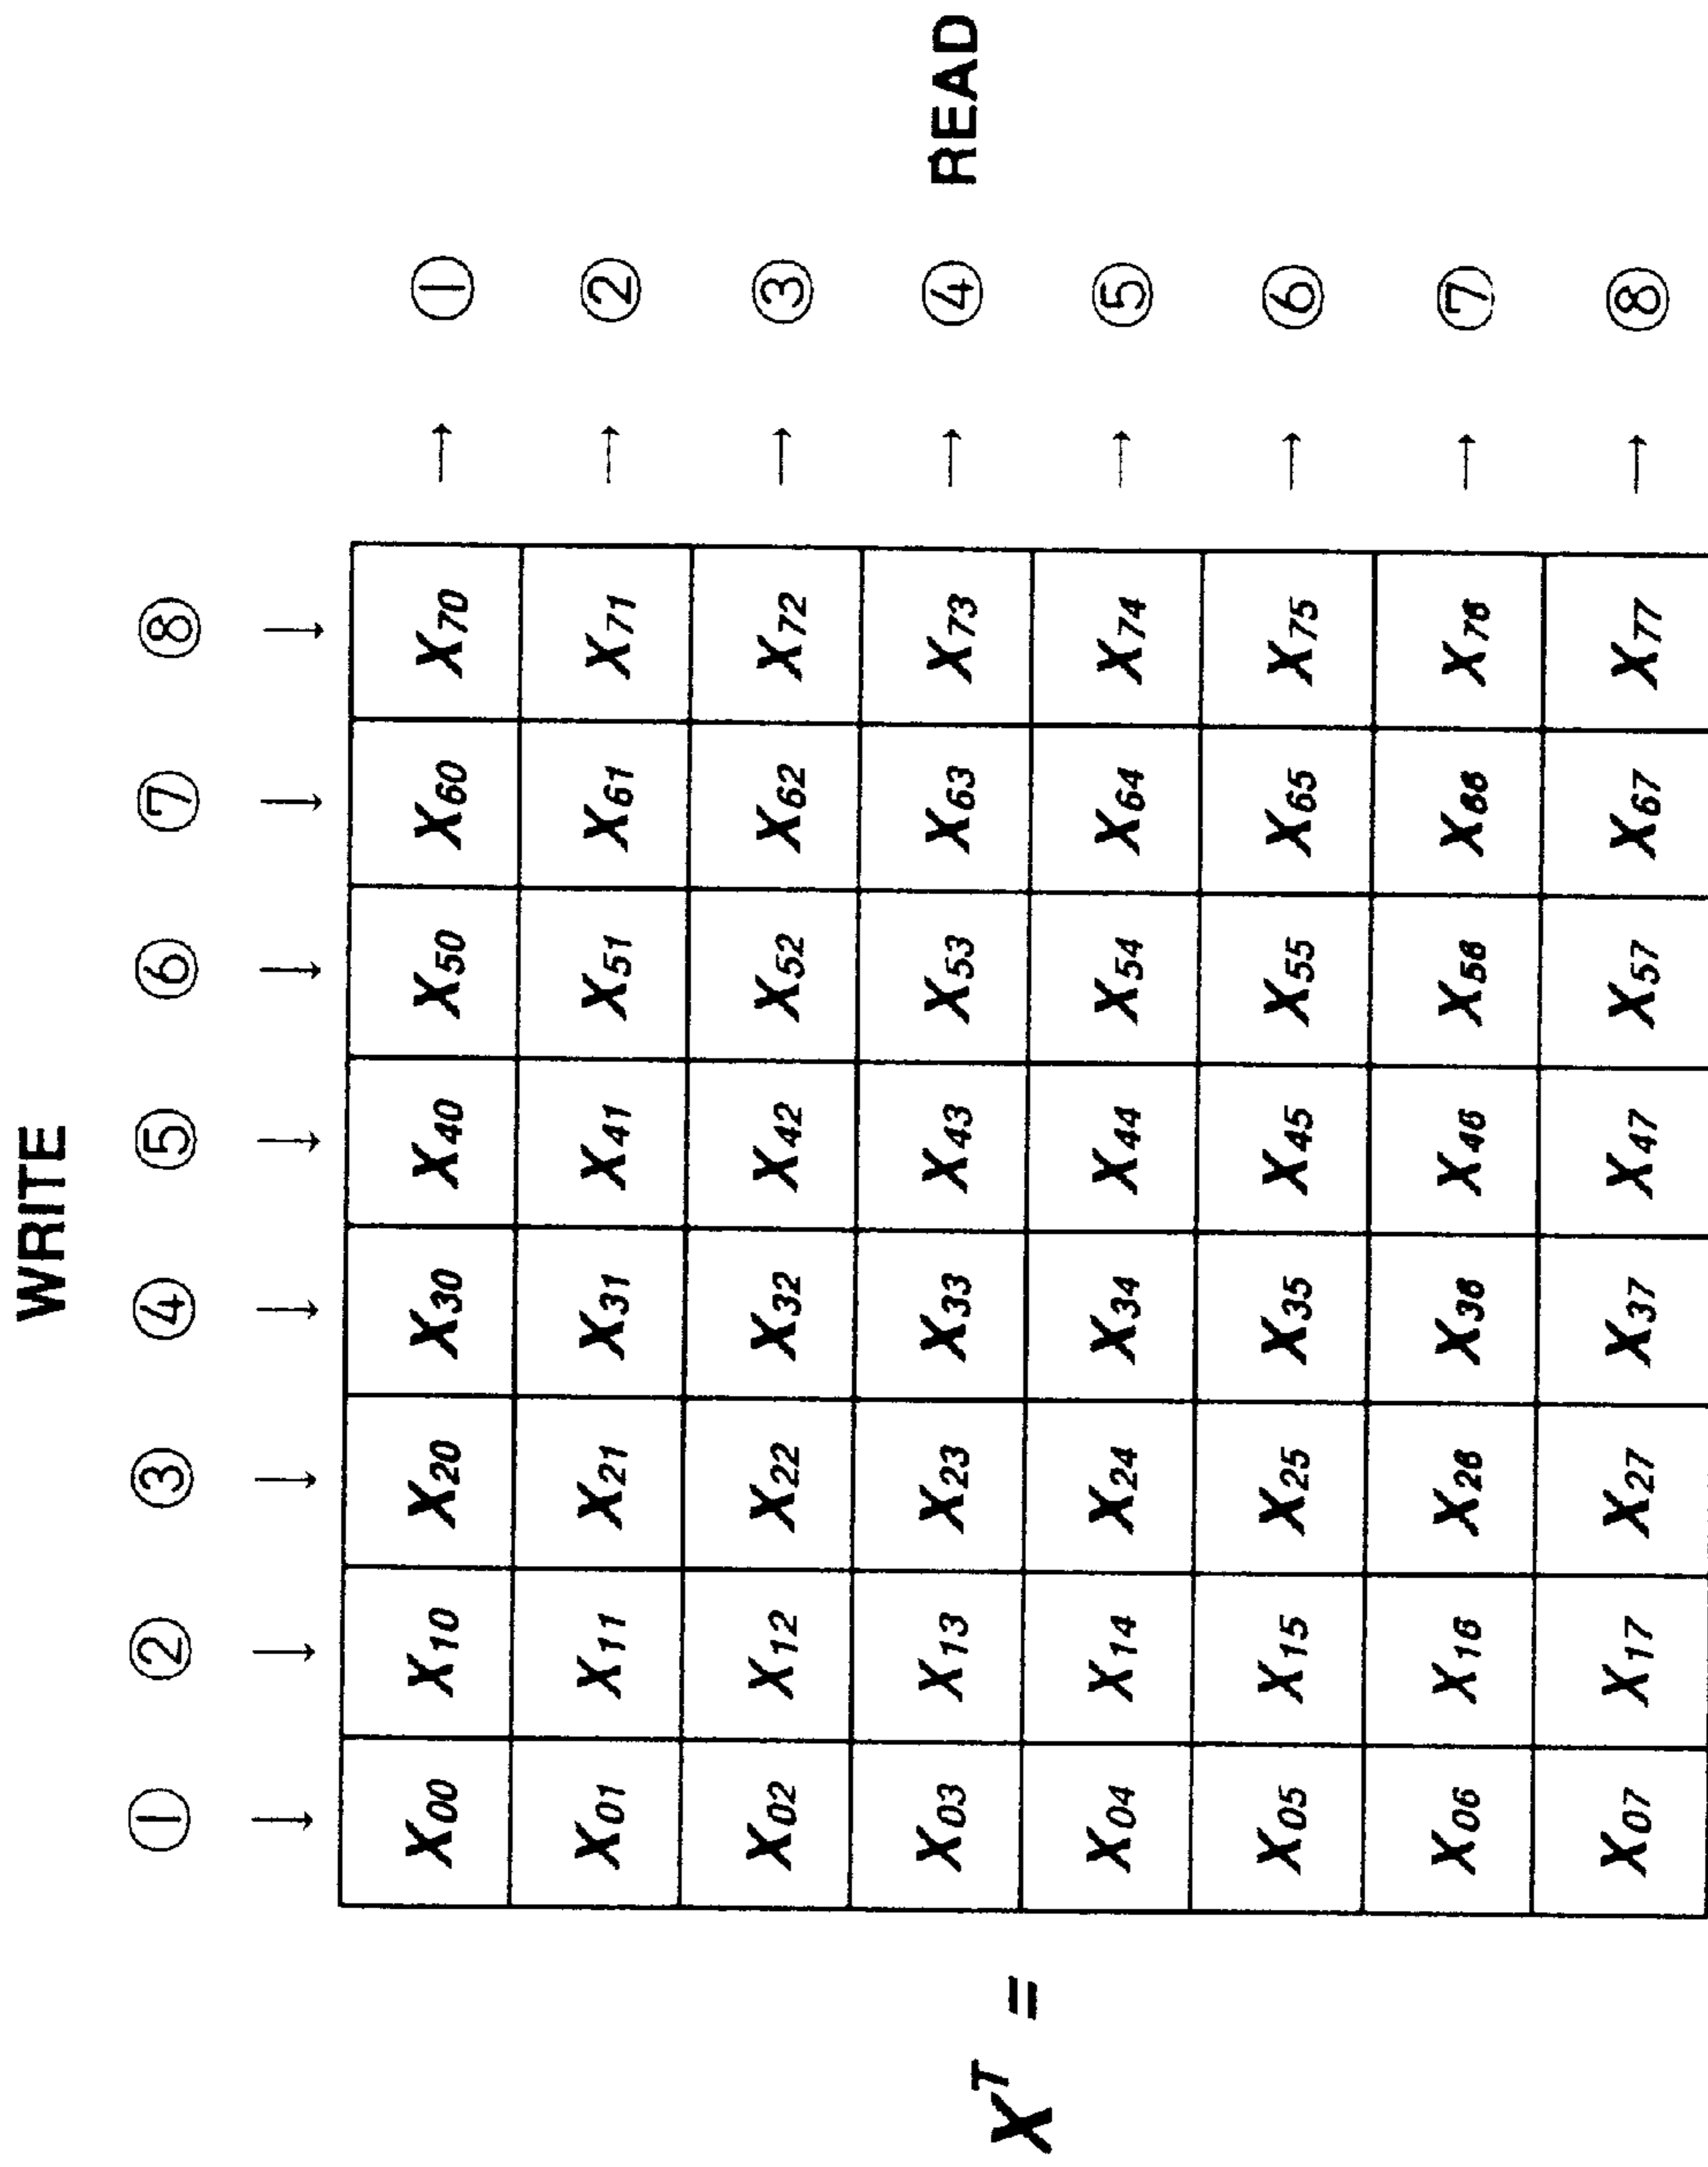 WRITE
① ② ③ ④ ⑤ ⑥ ⑦ ⑧
↓ ↓ ↓ ↓ ↓ ↓ ↓ ↓
X00 X10 X20 X30 X40 X50 X60 X70 → ①
X01 X11 X21 X31 X41 X51 X61 X71 → ②
X02 X12 X22 X32 X42 X52 X62 X72 → ③
X03 X13 X23 X33 X43 X53 X63 X73 → ④ READ
Xᵀ =
X04 X14 X24 X34 X44 X54 X64 X74 → ⑤
X05 X15 X25 X35 X45 X55 X65 X75 → ⑥
X06 X16 X26 X36 X46 X56 X66 X76 → ⑦
X07 X17 X27 X37 X47 X57 X67 X77 → ⑧